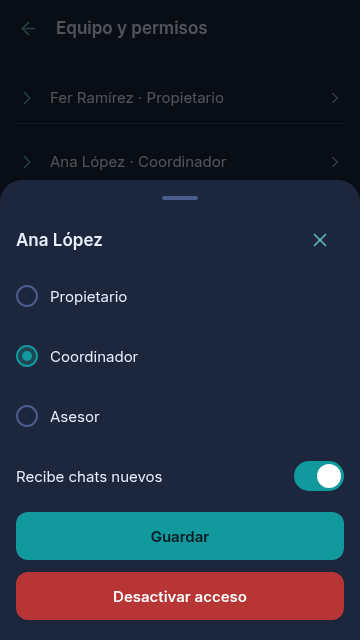 Equipo y permisos
Fer Ramírez · Propietario
Ana López · Coordinador
Ana López
Propietario
Coordinador
Asesor
Recibe chats nuevos
Guardar
Desactivar acceso